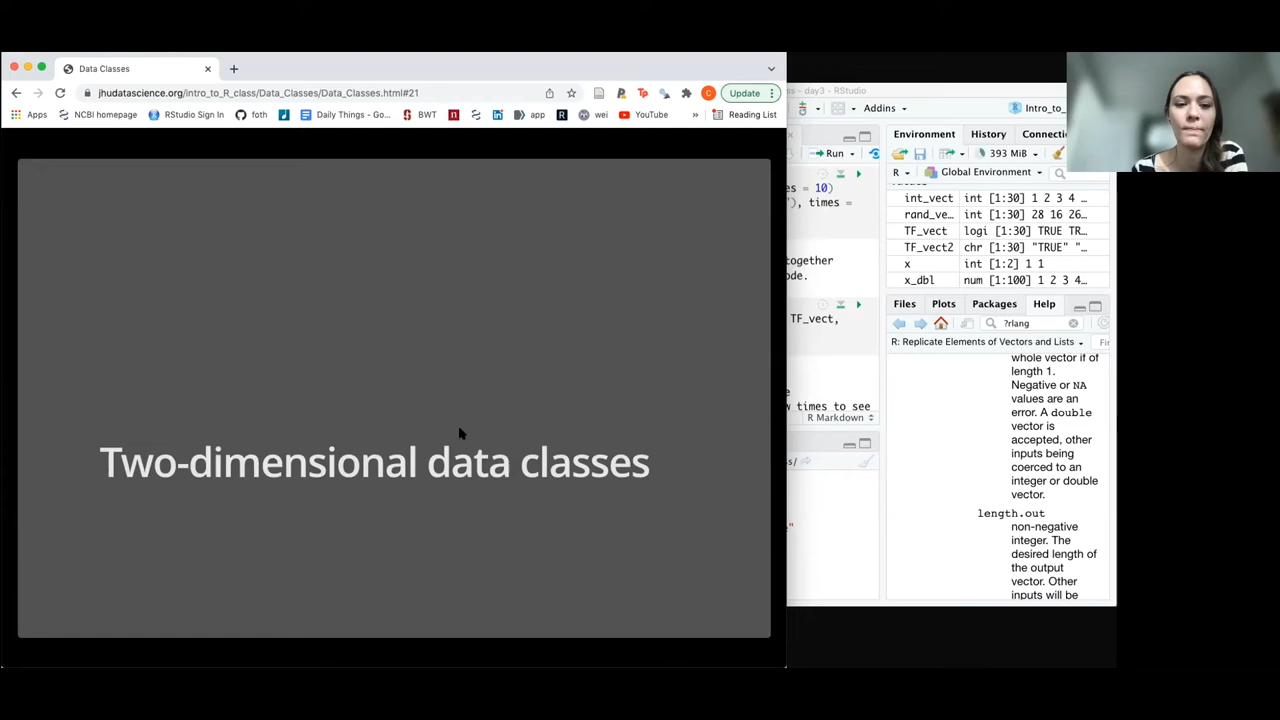 Data Classes
jhudatascience.org/intro_to_R_class/Data_Classes/Data_Classes.html#21
Update
Apps
NCBI homepage
RStudio Sign In
foth
Daily Things - Go...
BWT
app
wei
YouTube
»
Reading List
Two-dimensional data classes
- day3 - RStudio
Addins
Intro_to_
Run
= 10)
'), times =
together
ode.
TF_vect,
w times to see
R Markdown
Environment
History
Connectio
393 MiB
R
Global Environment
int_vect int [1:30] 1 2 3 4 …
rand_ve… int [1:30] 28 16 26…
TF_vect logi [1:30] TRUE TR…
TF_vect2 chr [1:30] "TRUE" "…
x int [1:2] 1 1
x_dbl num [1:100] 1 2 3 4…
Files
Plots
Packages
Help
?rlang
R: Replicate Elements of Vectors and Lists
whole vector if of
length 1.
Negative or NA
values are an
error. A double
vector is
accepted, other
inputs being
coerced to an
integer or double
vector.
length.out
non-negative
integer. The
desired length of
the output
vector. Other
inputs will be